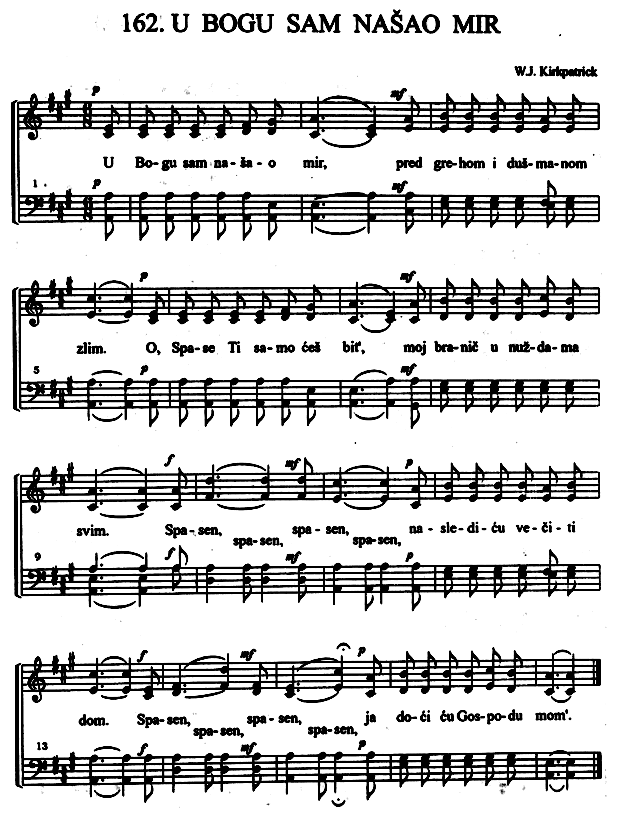 162. U BOGU SAM NAŠAO MIR
W.J. Kirkpatrick
p mf
U Bo-gu sam na-ša-o mir, pred gre-hom i duš-ma-nom
1 p mf
p mf
zlim. O, Spa-se Ti sa-mo ćeš bit', moj bra-nič u nuž-da-ma
5 p mf
f mf p
svim. Spa-sen, spa-sen, na-sle-di-ću ve-či-ti
spa-sen, spa-sen,
9 f mf p
f mf p
dom. Spa-sen, spa-sen, ja do-ći ću Gos-po-du mom'.
spa-sen, spa-sen,
13 f mf p